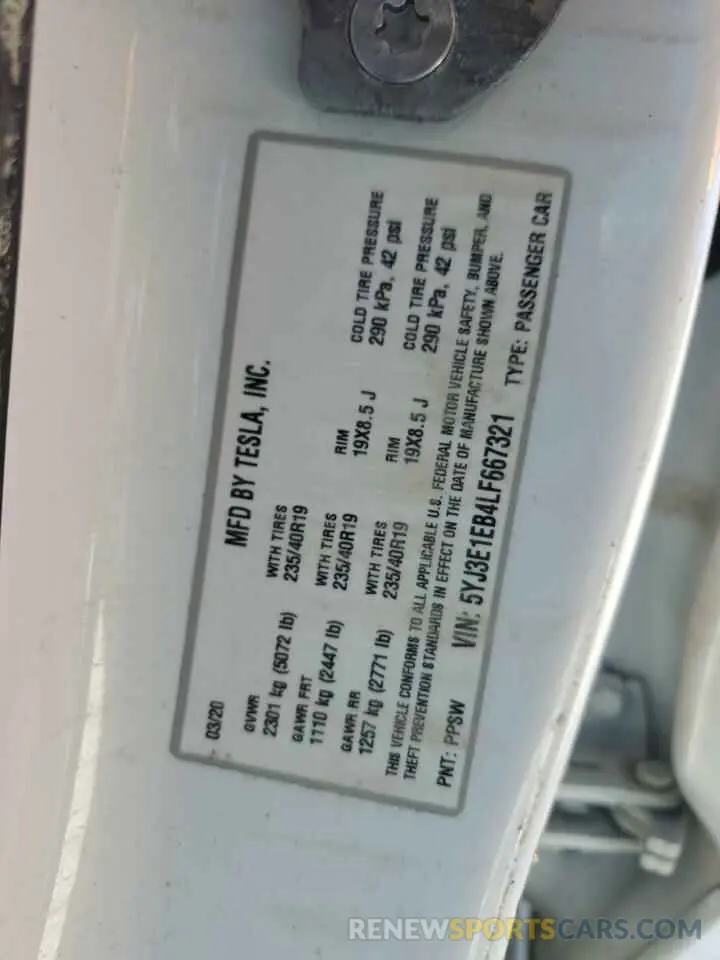 MFD BY TESLA, INC.
03/20
GVWR
2301 kg (5072 lb)
WITH TIRES
235/40R19
GAWR FRT
1110 kg (2447 lb)
WITH TIRES
235/40R19
RIM
19X8.5 J
COLD TIRE PRESSURE
290 kPa, 42 psi
GAWR RR
1257 kg (2771 lb)
WITH TIRES
235/40R19
RIM
19X8.5 J
COLD TIRE PRESSURE
290 kPa, 42 psi
THIS VEHICLE CONFORMS TO ALL APPLICABLE U.S. FEDERAL MOTOR VEHICLE SAFETY, BUMPER, AND
THEFT PREVENTION STANDARDS IN EFFECT ON THE DATE OF MANUFACTURE SHOWN ABOVE.
PNT: PPSW VIN: 5YJ3E1EB4LF667321 TYPE: PASSENGER CAR
RENEWSPORTSCARS.COM